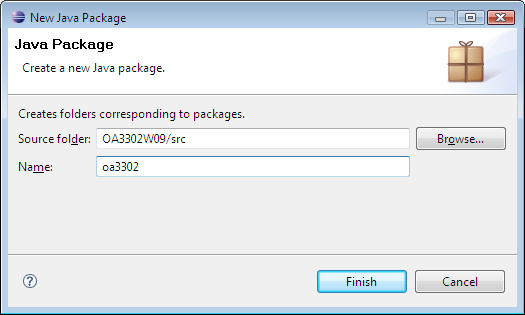 New Java Package
Java Package
Create a new Java package.
Creates folders corresponding to packages.
Source folder: OA3302W09/src Browse...
Name: oa3302
? Finish Cancel